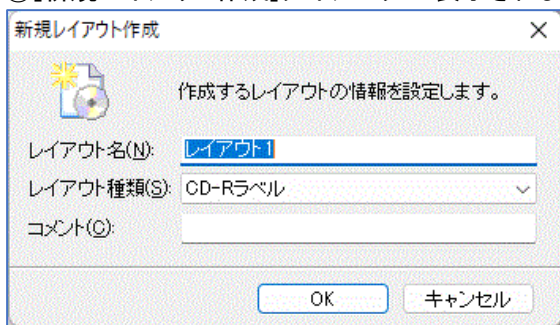 新規レイアウト作成
作成するレイアウトの情報を設定します。
レイアウト名(N): レイアウト1
レイアウト種類(S): CD-Rラベル
コメント(C):
OK キャンセル